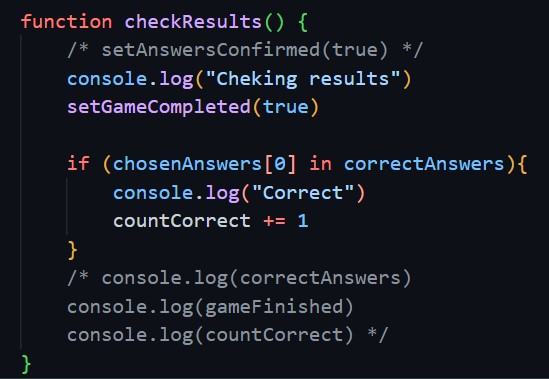 function checkResults() {
/* setAnswersConfirmed(true) */
console.log("Cheking results")
setGameCompleted(true)
if (chosenAnswers[0] in correctAnswers){
console.log("Correct")
countCorrect += 1
}
/* console.log(correctAnswers)
console.log(gameFinished)
console.log(countCorrect) */
}